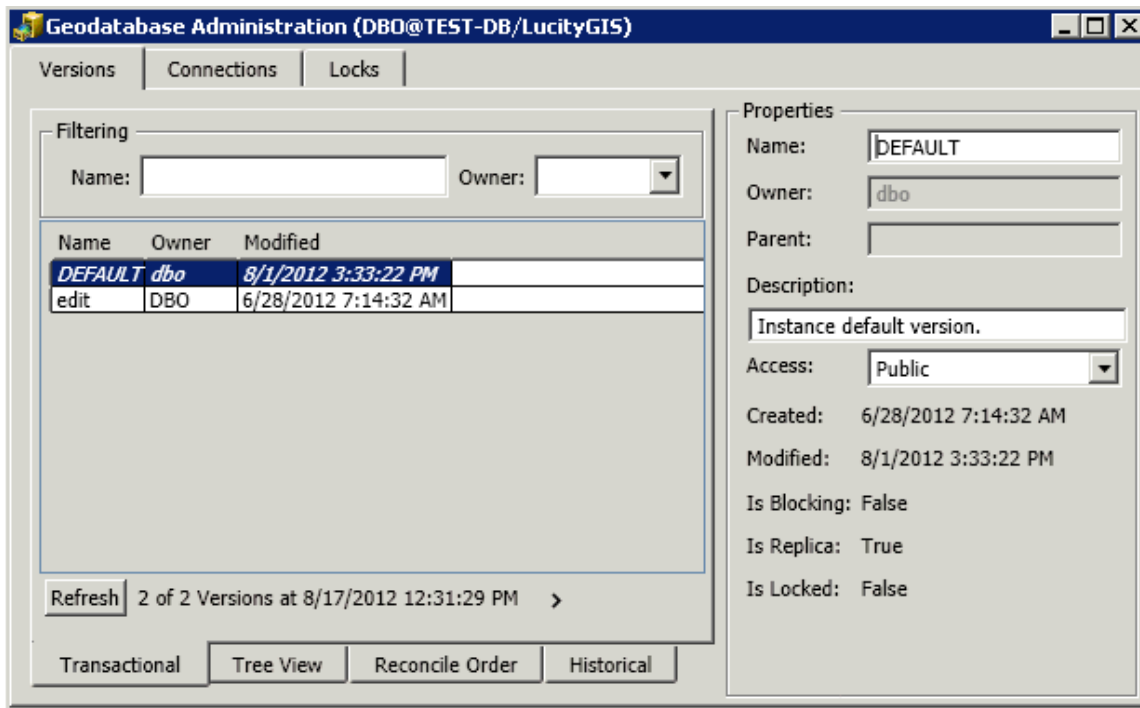 Geodatabase Administration (DBO@TEST-DB/LucityGIS)
Versions Connections Locks
Filtering
Name: Owner:
Name Owner Modified
DEFAULT dbo 8/1/2012 3:33:22 PM
edit DBO 6/28/2012 7:14:32 AM
Refresh 2 of 2 Versions at 8/17/2012 12:31:29 PM >
Transactional Tree View Reconcile Order Historical
Properties
Name: DEFAULT
Owner: dbo
Parent:
Description:
Instance default version.
Access: Public
Created: 6/28/2012 7:14:32 AM
Modified: 8/1/2012 3:33:22 PM
Is Blocking: False
Is Replica: True
Is Locked: False